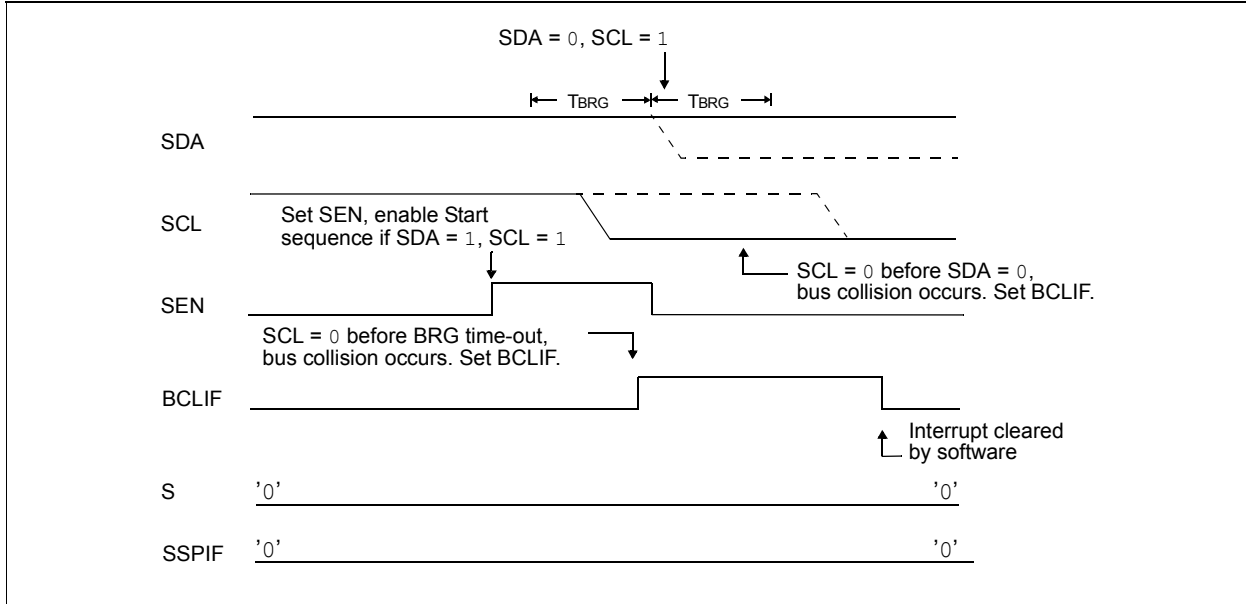 SDA = 0, SCL = 1
TBRG TBRG
SDA
SCL
Set SEN, enable Start
sequence if SDA = 1, SCL = 1
SCL = 0 before SDA = 0,
bus collision occurs. Set BCLIF.
SEN
SCL = 0 before BRG time-out,
bus collision occurs. Set BCLIF.
BCLIF
Interrupt cleared
by software
S '0' '0'
SSPIF '0' '0'